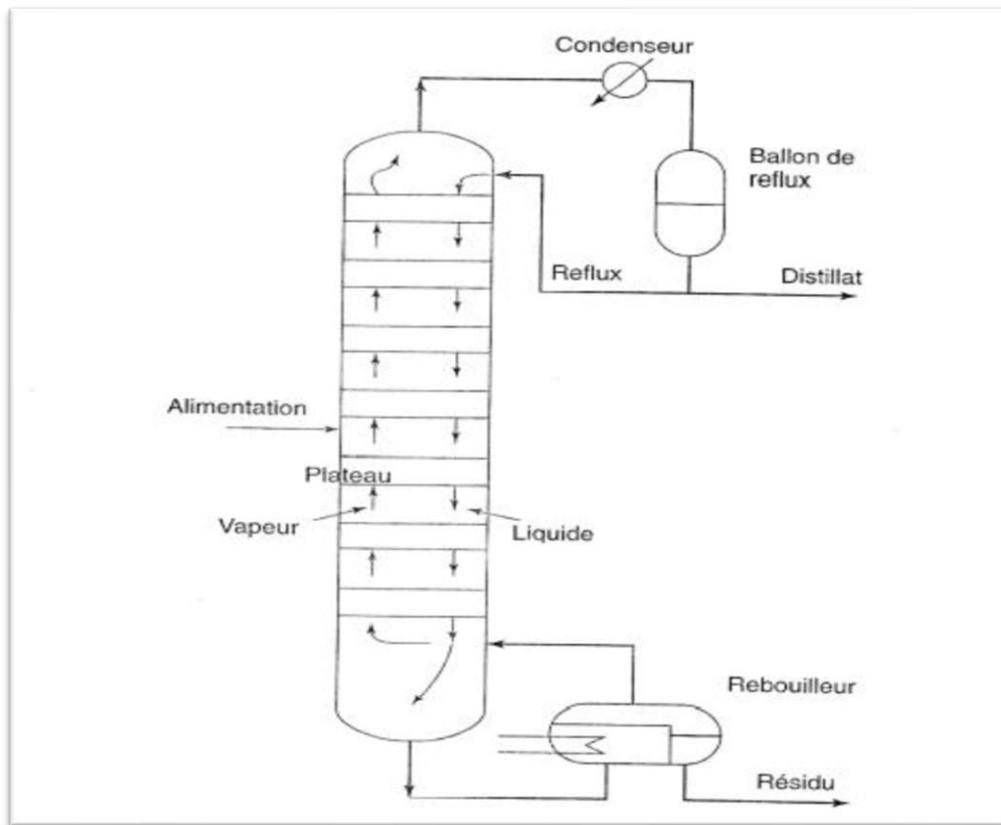 Condenseur
Ballon de
reflux
Reflux
Distillat
Alimentation
Plateau
Vapeur
Liquide
Rebouilleur
Résidu